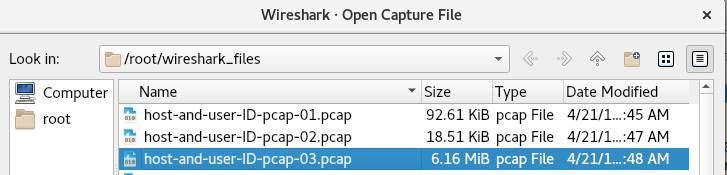 Wireshark · Open Capture File
Look in: /root/wireshark_files
Computer
root
Name Size Type Date Modified
host-and-user-ID-pcap-01.pcap 92.61 KiB pcap File 4/21/1...:45 AM
host-and-user-ID-pcap-02.pcap 18.51 KiB pcap File 4/21/1...:47 AM
host-and-user-ID-pcap-03.pcap 6.16 MiB pcap File 4/21/1...:48 AM